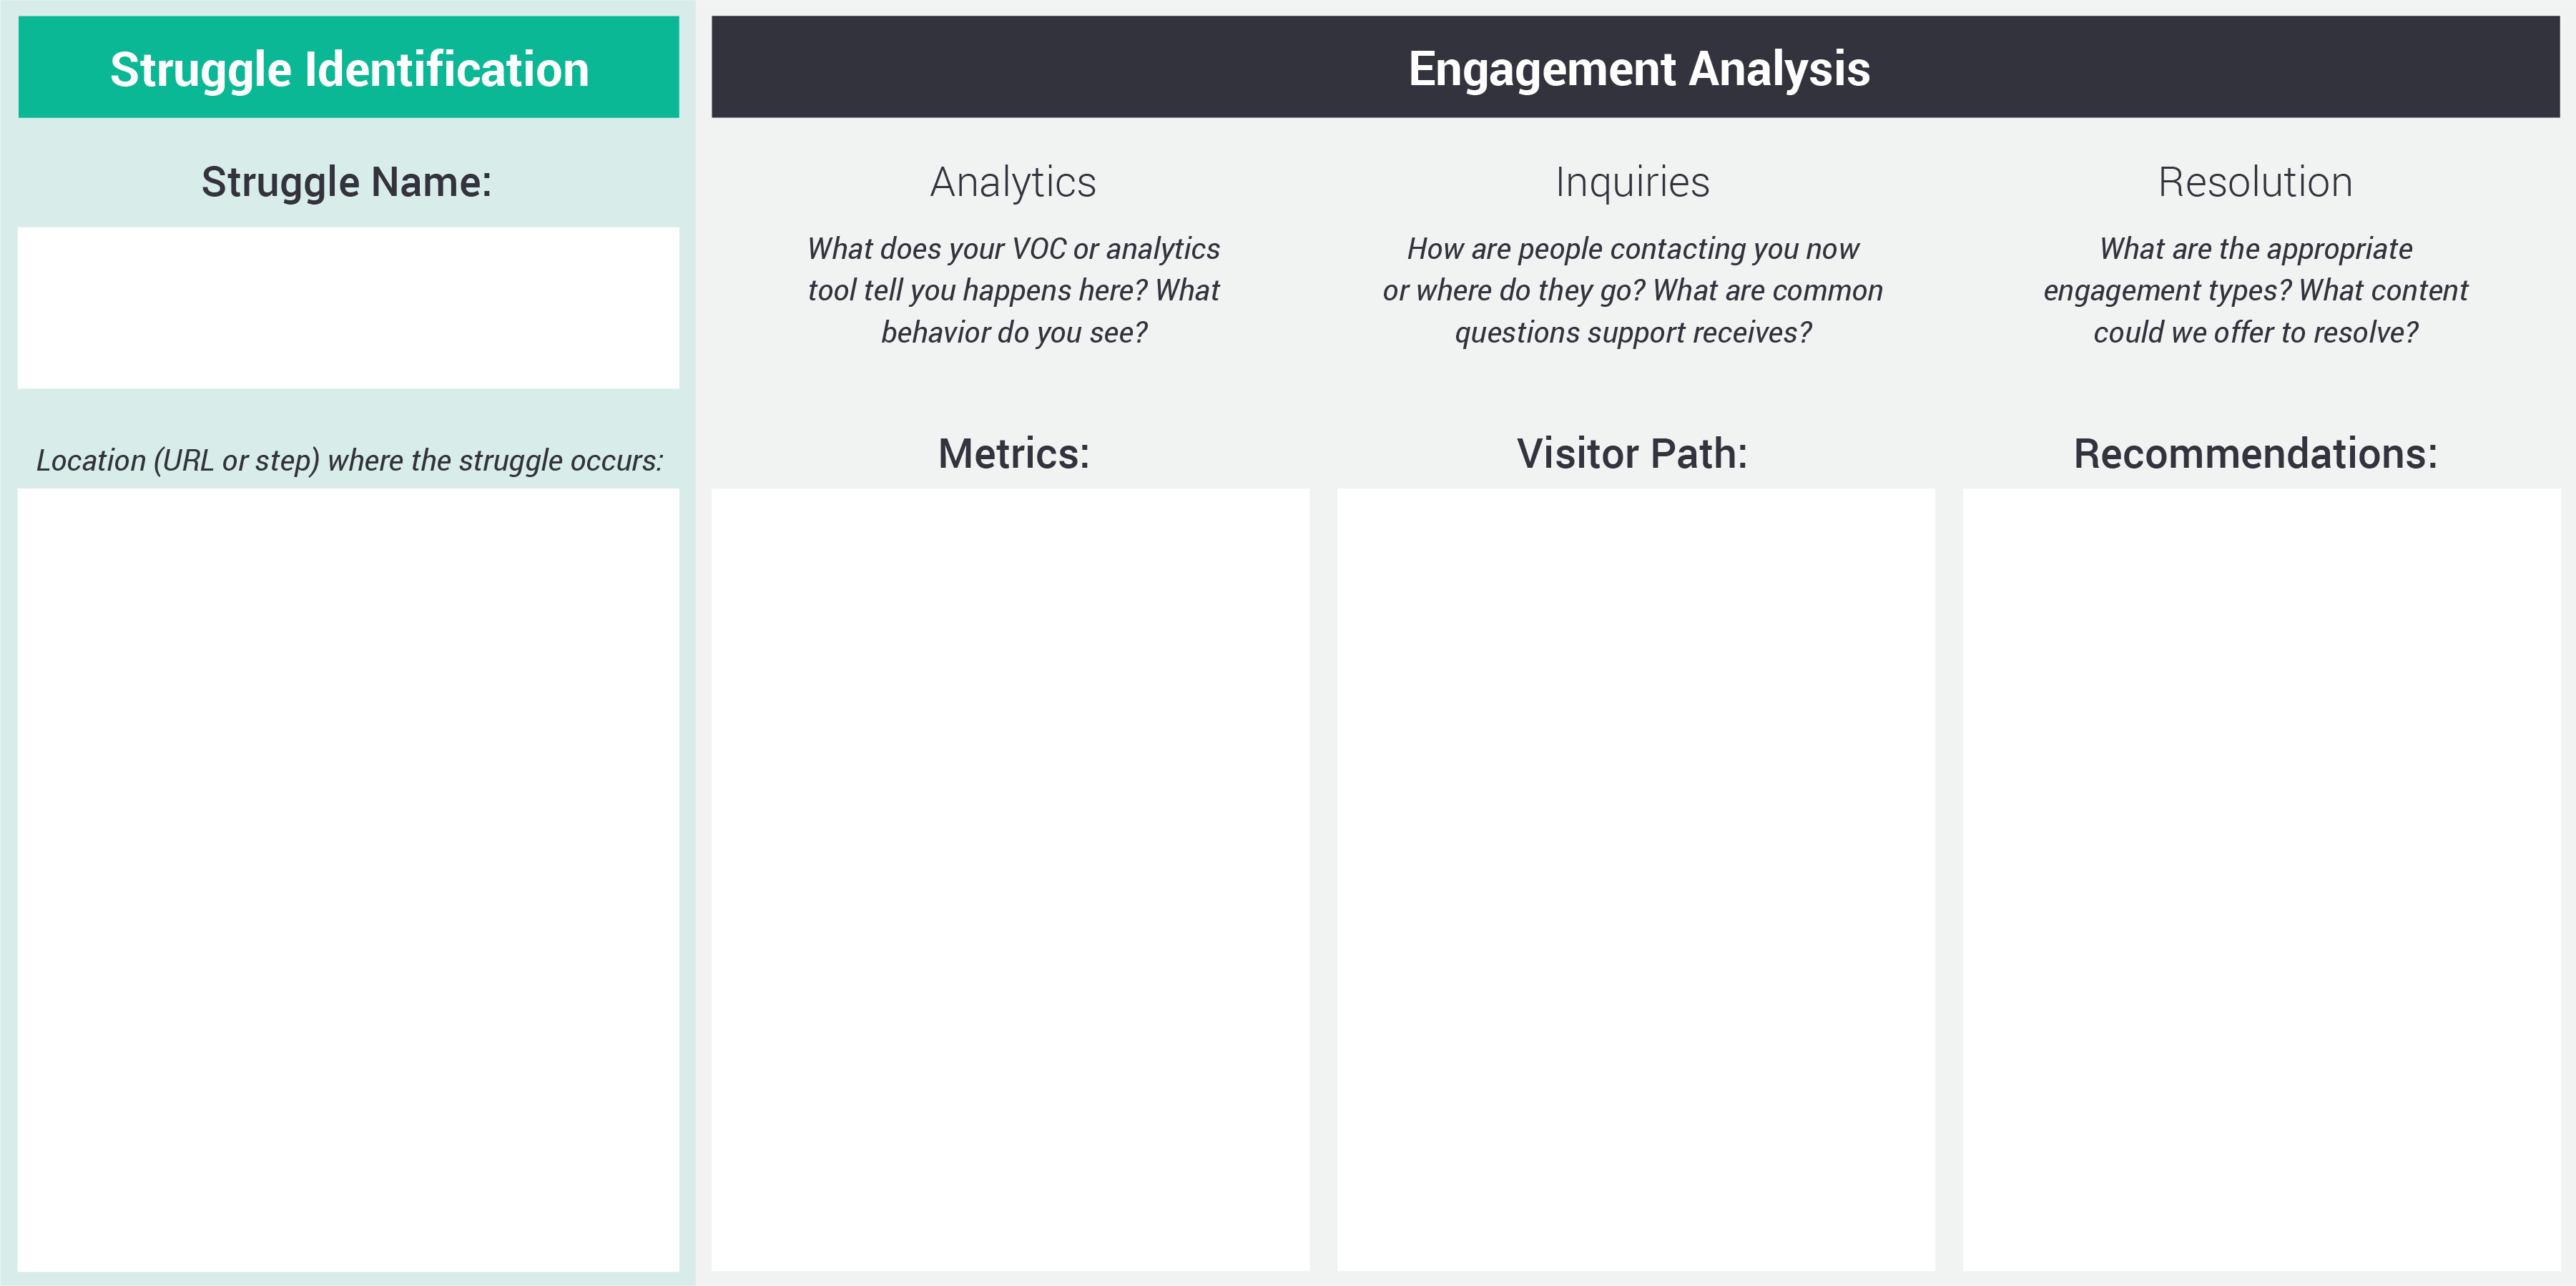 Struggle Identification
Struggle Name:
Location (URL or step) where the struggle occurs:
Engagement Analysis
Analytics
What does your VOC or analytics
tool tell you happens here? What
behavior do you see?
Metrics:
Inquiries
How are people contacting you now
or where do they go? What are common
questions support receives?
Visitor Path:
Resolution
What are the appropriate
engagement types? What content
could we offer to resolve?
Recommendations: